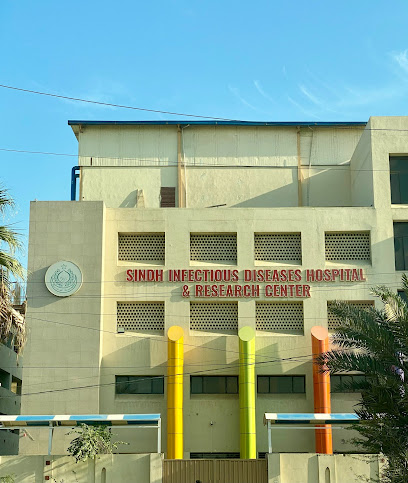 SINDH INFECTIOUS DISEASES HOSPITAL
& RESEARCH CENTER